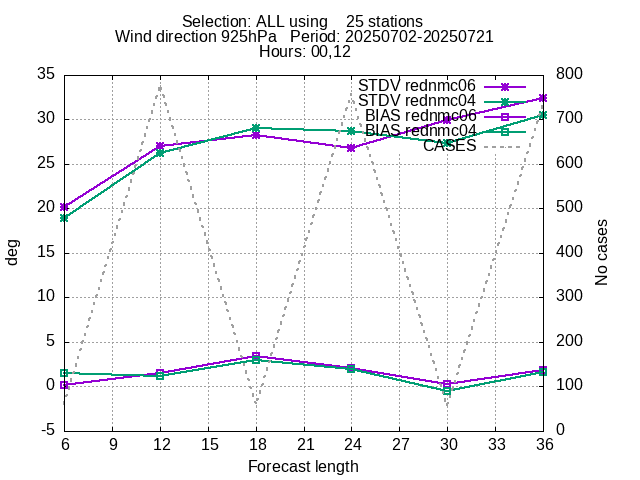 Selection: ALL using 25 stations
Wind direction 925hPa Period: 20250702-20250721
Hours: 00,12
STDV rednmc06
STDV rednmc04
BIAS rednmc06
BIAS rednmc04
CASES
35
30
25
20
15
10
5
0
-5
deg
800
700
600
500
400
300
200
100
0
No cases
6 9 12 15 18 21 24 27 30 33 36
Forecast length